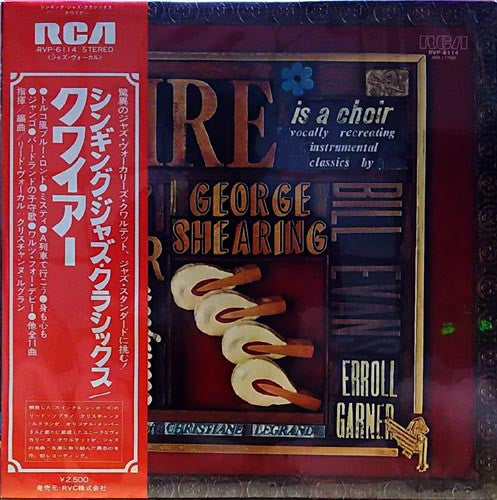 シンギング・ジャズ・クラシックス
クワイアー
RCA
RVP-6114 STEREO
(ジャズ・ヴォーカル)
驚異のジャズ・ヴォーカリーズ・クワルテット、ジャズ・スタンダードに挑む!
シンギング・ジャズ・クラシックス/
クワイアー
●トルコ風ブルー・ロンド●ミスティ●A列車で行こう●身も心も
●ジャンゴ●バードランドの子守歌●ワルツ・フォー・デビー●他全11曲
指揮/編曲/リード・ヴォーカル/クリスチャンヌ・ルグラン
¥2,500
発売元:RVC株式会社
RCA
RVP-6114
IRE
is a choir
vocally recreating
instrumental
classics by
GEORGE
SHEARING
BILL EVANS
ERROLL
GARNER
CHRISTIANE LEGRAND